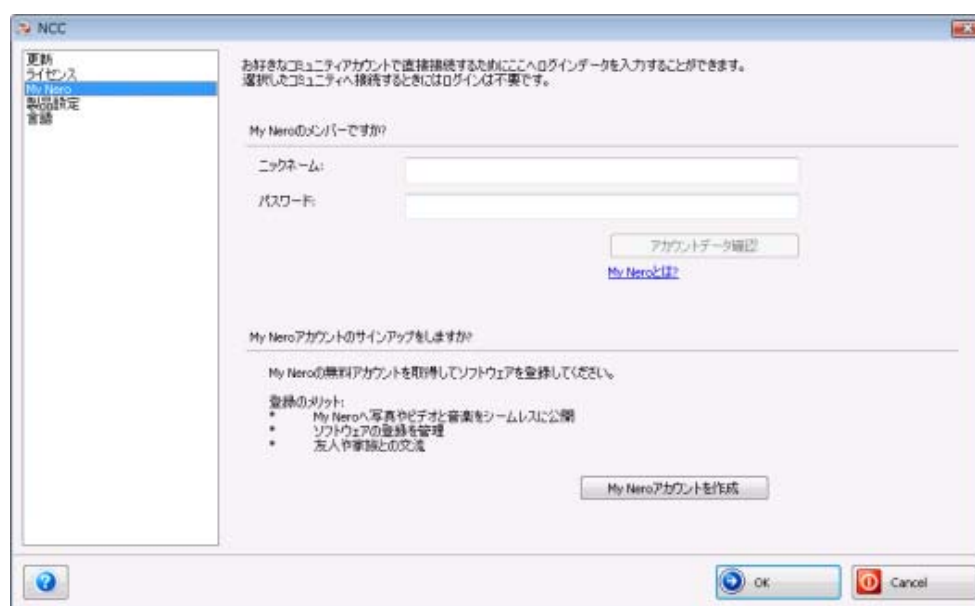 NCC
更新
ライセンス
My Nero
製品設定
言語
お好きなコミュニティアカウントで直接接続するためにここへログインデータを入力することができます。
選択したコミュニティへ接続するときにはログインは不要です。
My Neroのメンバーですか?
ニックネーム:
パスワード:
アカウントデータ確認
My Neroとは?
My Neroアカウントのサインアップをしますか?
My Neroの無料アカウントを取得してソフトウェアを登録してください。
登録のメリット:
* My Neroへ写真やビデオと音楽をシームレスに公開
* ソフトウェアの登録を管理
* 友人や家族との交流
My Neroアカウントを作成
OK
Cancel